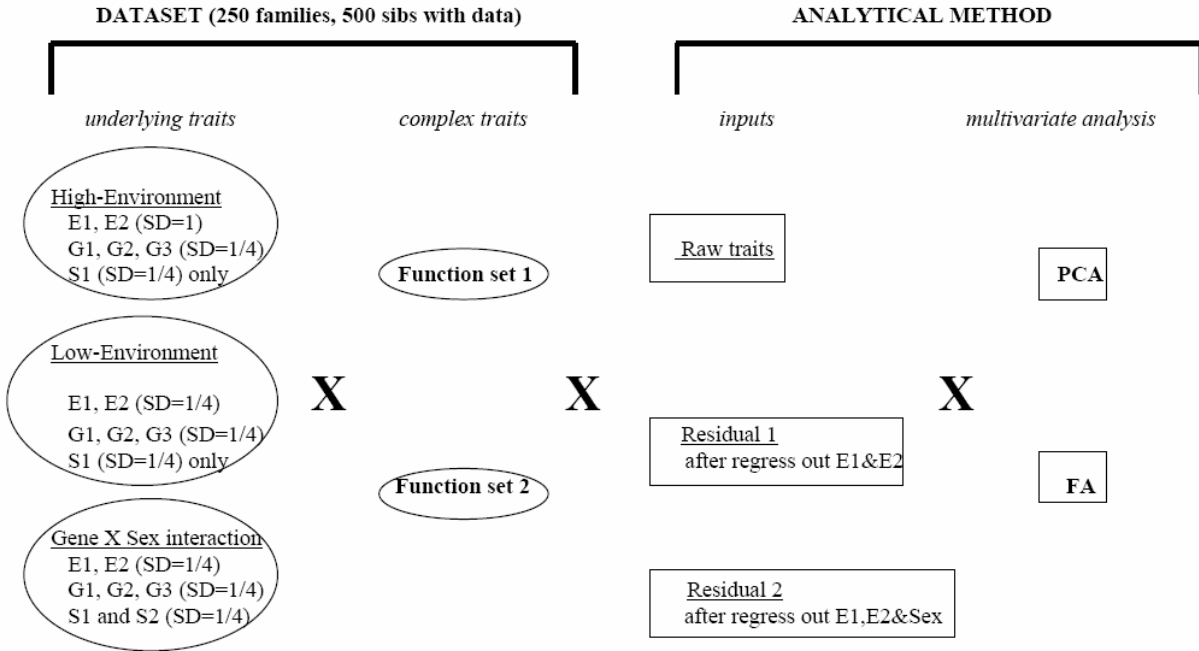 DATASET (250 families, 500 sibs with data)
ANALYTICAL METHOD
underlying traits
complex traits
inputs
multivariate analysis
High-Environment
E1, E2 (SD=1)
G1, G2, G3 (SD=1/4)
S1 (SD=1/4) only
Low-Environment
E1, E2 (SD=1/4)
G1, G2, G3 (SD=1/4)
S1 (SD=1/4) only
Gene X Sex interaction
E1, E2 (SD=1/4)
G1, G2, G3 (SD=1/4)
S1 and S2 (SD=1/4)
X
Function set 1
Function set 2
X
Raw traits
Residual 1
after regress out E1&E2
Residual 2
after regress out E1,E2&Sex
X
PCA
FA